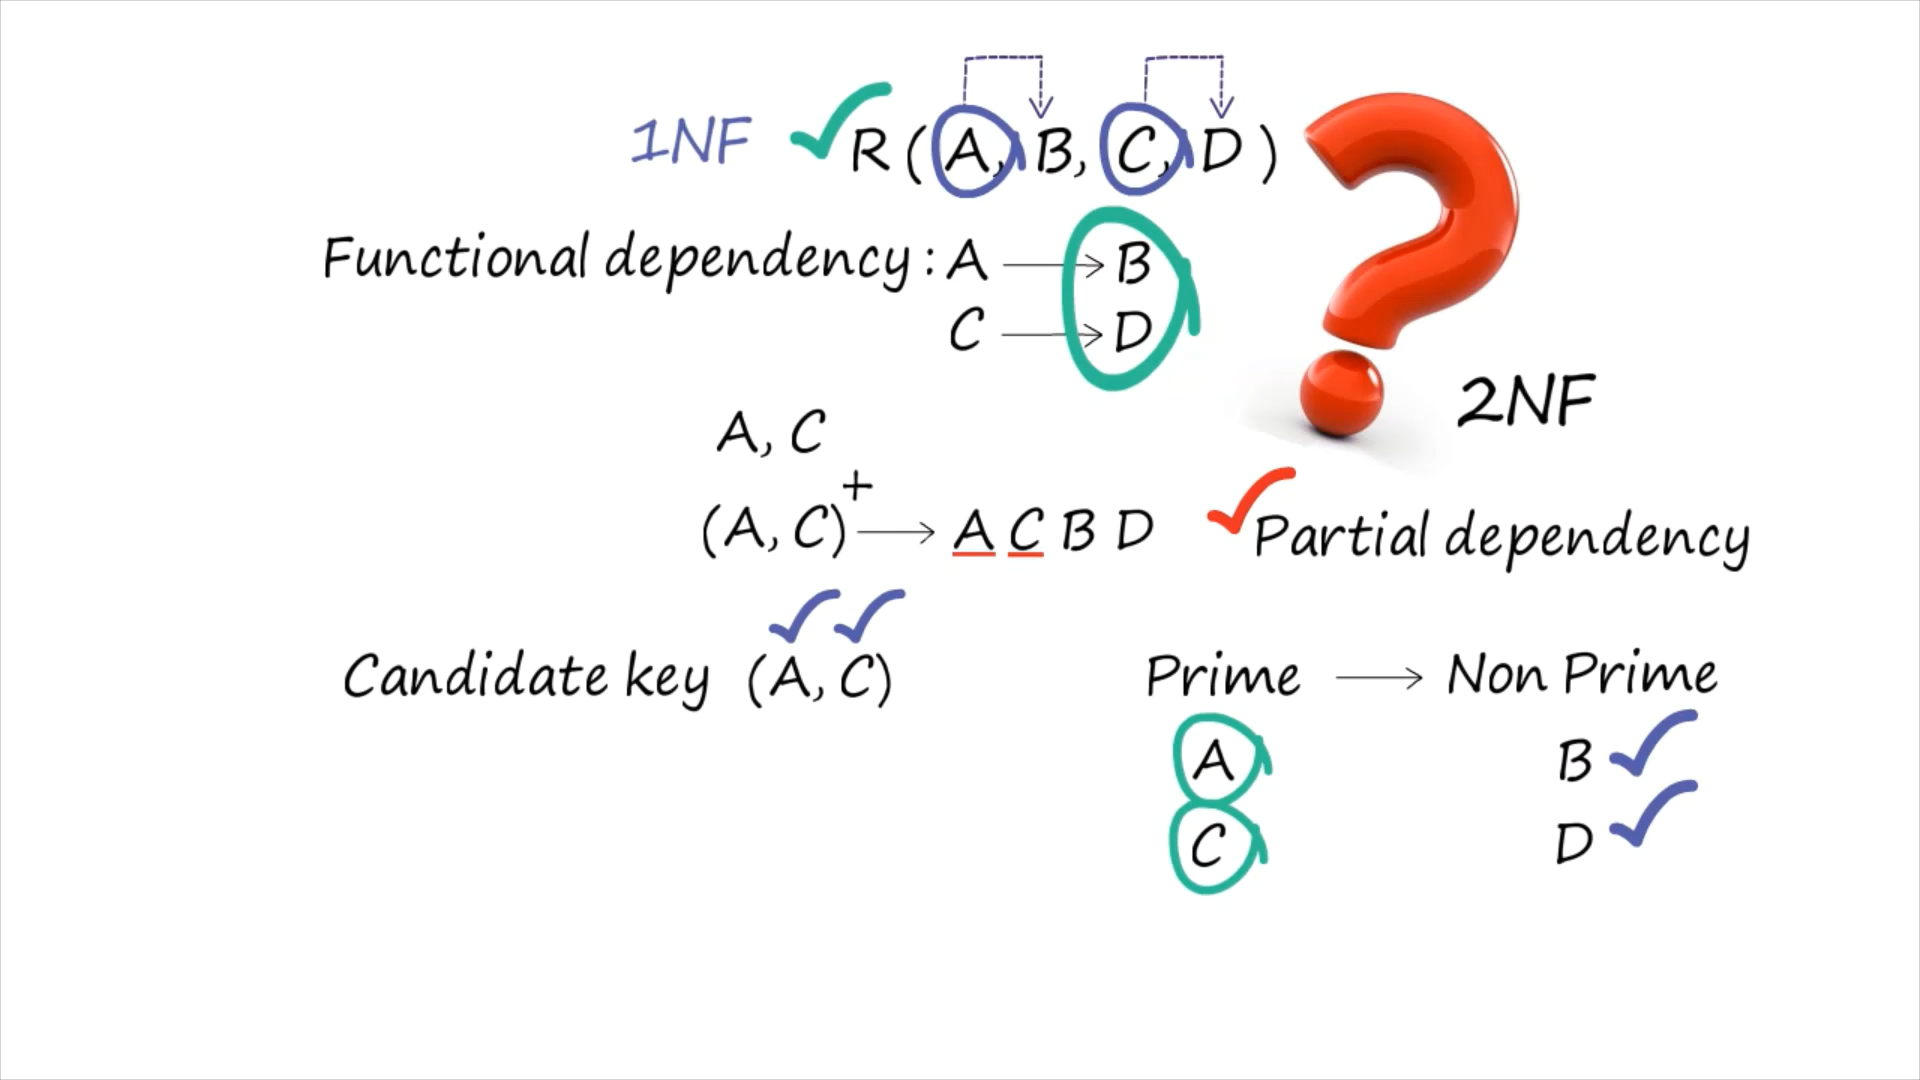 1NF R ( A, B, C, D )
Functional dependency : A → B
C → D
2NF
A, C
(A, C)+ → A C B D
Partial dependency
Candidate key (A, C)
Prime → Non Prime
A B
C D